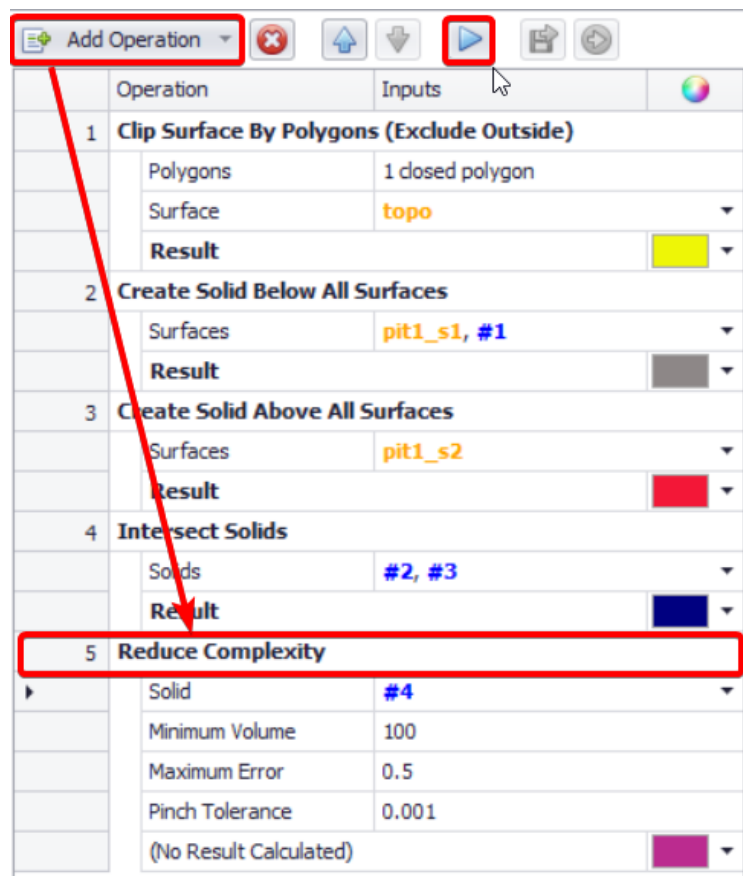 Add Operation
Operation Inputs
1 Clip Surface By Polygons (Exclude Outside)
Polygons 1 closed polygon
Surface topo
Result
2 Create Solid Below All Surfaces
Surfaces pit1_s1, #1
Result
3 Create Solid Above All Surfaces
Surfaces pit1_s2
Result
4 Intersect Solids
Solids #2, #3
Result
5 Reduce Complexity
Solid #4
Minimum Volume 100
Maximum Error 0.5
Pinch Tolerance 0.001
(No Result Calculated)